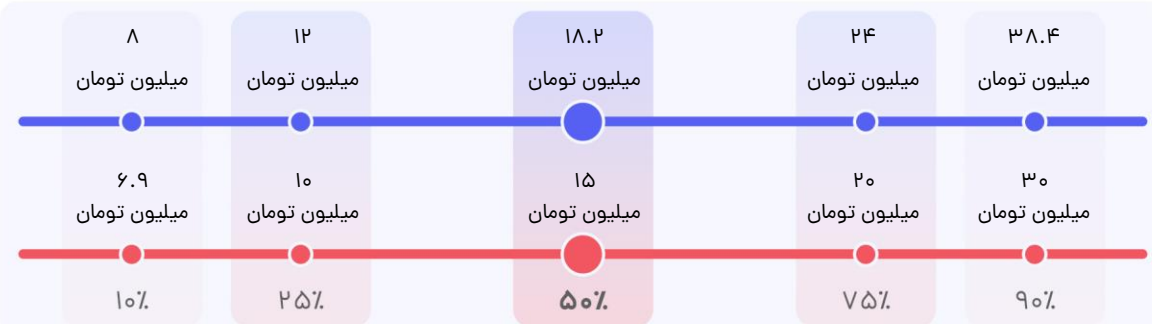 ۸ ۱۲ ۱۸.۲ ۲۴ ۳۸.۴
میلیون تومان میلیون تومان میلیون تومان میلیون تومان میلیون تومان
۶.۹ ۱۰ ۱۵ ۲۰ ۳۰
میلیون تومان میلیون تومان میلیون تومان میلیون تومان میلیون تومان
۱۰٪ ۲۵٪ ۵۰٪ ۷۵٪ ۹۰٪